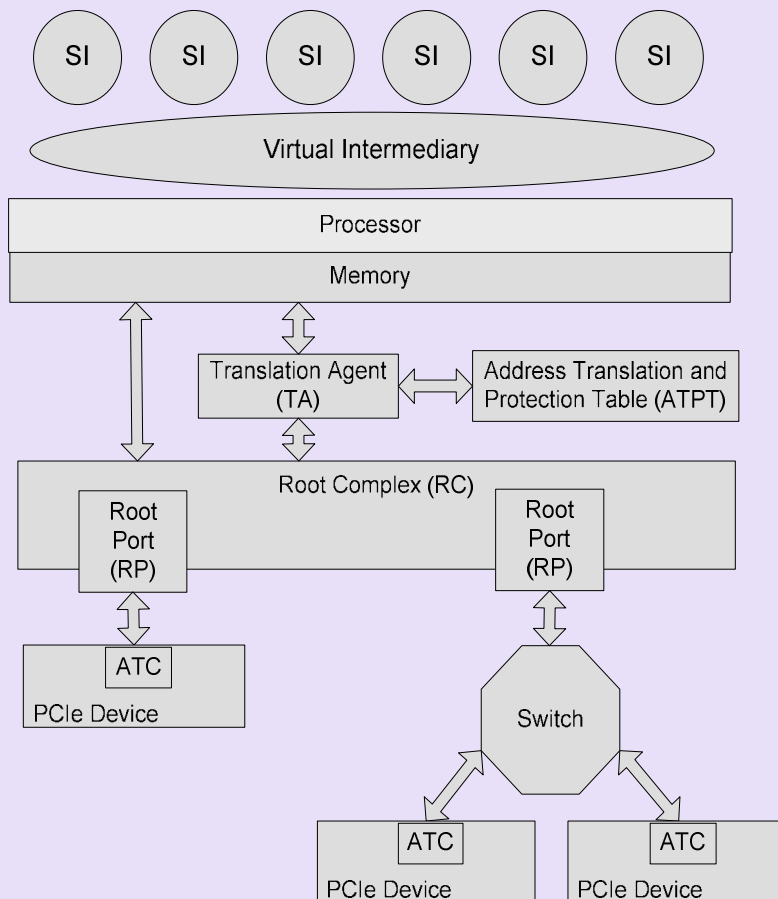 SI SI SI SI SI SI
Virtual Intermediary
Processor
Memory
Translation Agent
(TA)
Address Translation and
Protection Table (ATPT)
Root Complex (RC)
Root
Port
(RP)
Root
Port
(RP)
ATC
PCIe Device
Switch
ATC
PCIe Device
ATC
PCIe Device